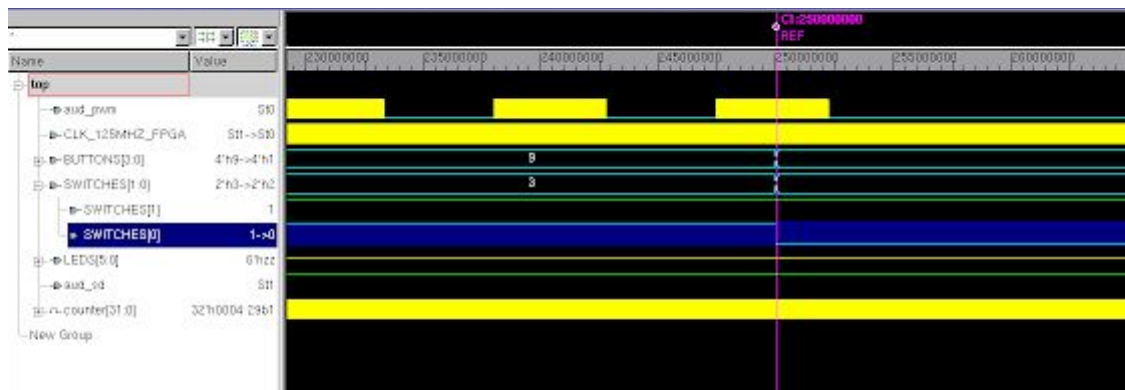 C1:250000000
REF
Name Value
230000000 235000000 240000000 245000000 250000000 255000000 260000000
top
aud_pwm St0
CLK_125MHZ_FPGA St1->St0
BUTTONS[3:0] 4'h9->4'h1 9
SWITCHES[1:0] 2'h3->2'h2 3
SWITCHES[1] 1
SWITCHES[0] 1->0
LEDS[5:0] 6'hzz
aud_sd St1
counter[31:0] 32'h0004 29b1
New Group